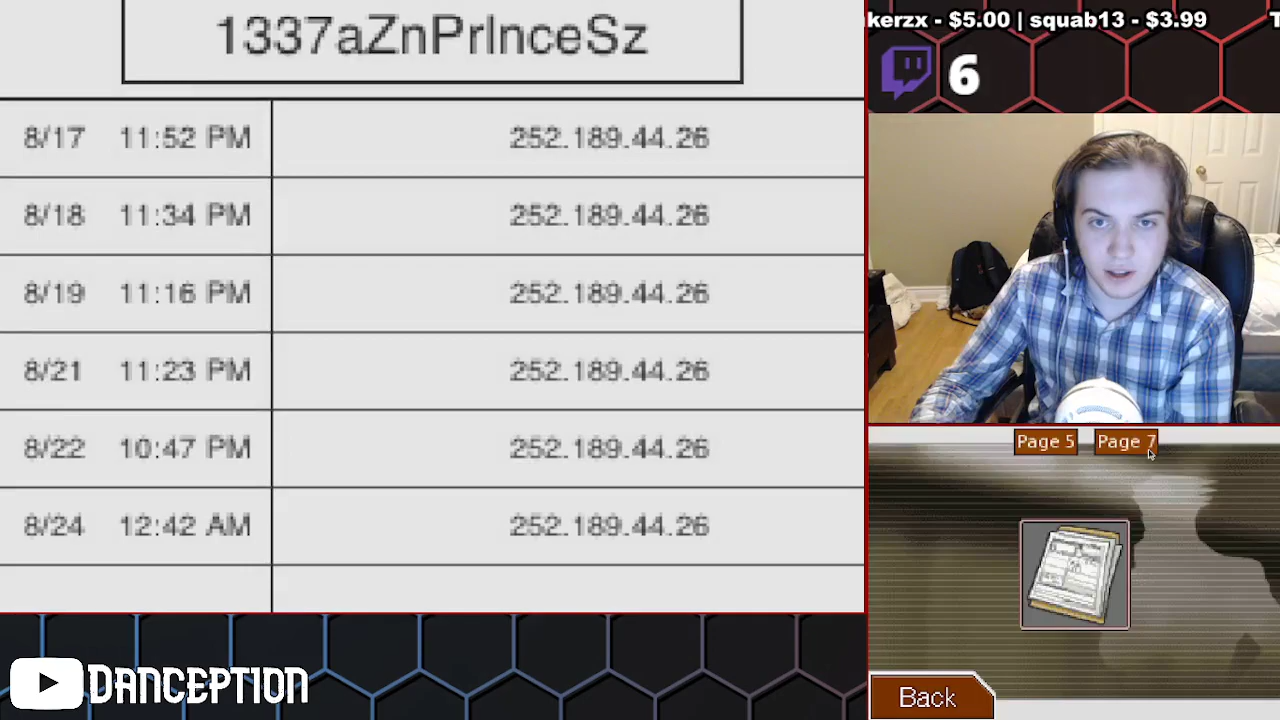 1337aZnPrInceSz
8/17 11:52 PM 252.189.44.26
8/18 11:34 PM 252.189.44.26
8/19 11:16 PM 252.189.44.26
8/21 11:23 PM 252.189.44.26
8/22 10:47 PM 252.189.44.26
8/24 12:42 AM 252.189.44.26
kerzx - $5.00 | squab13 - $3.99
6
Page 5 Page 7
Back
DANCEPTION